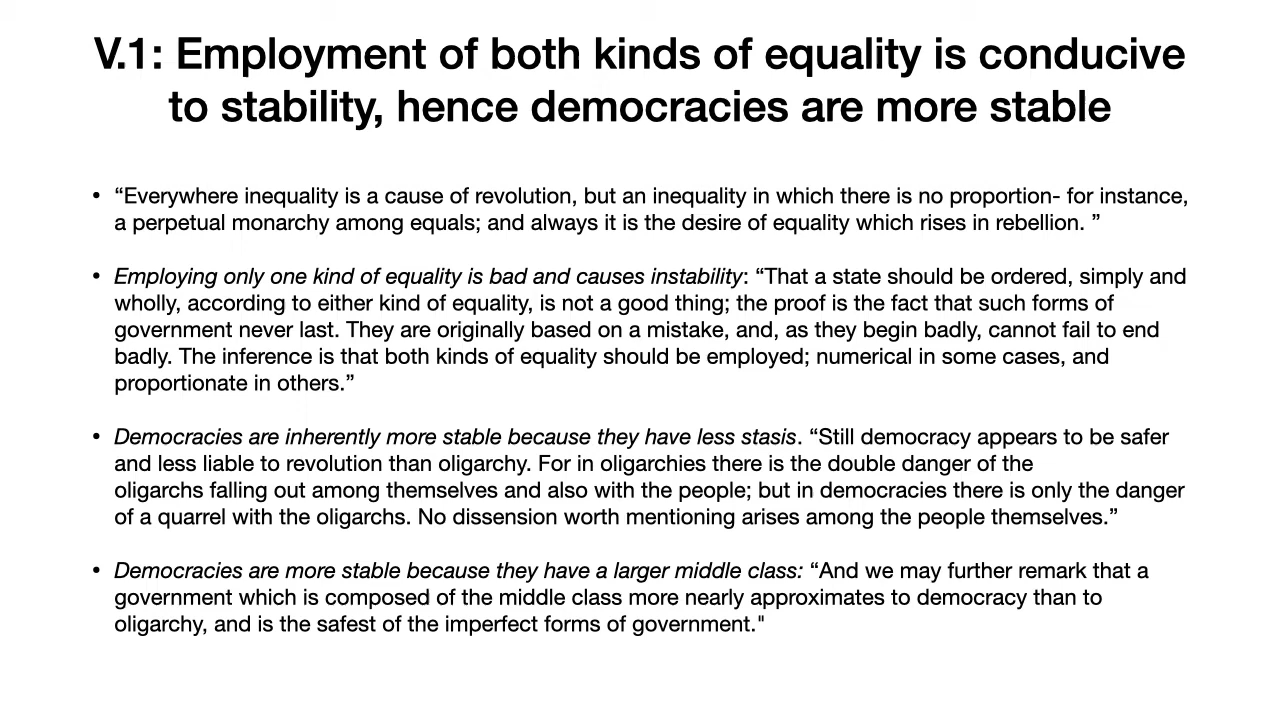 V.1: Employment of both kinds of equality is conducive
to stability, hence democracies are more stable
• “Everywhere inequality is a cause of revolution, but an inequality in which there is no proportion- for instance,
a perpetual monarchy among equals; and always it is the desire of equality which rises in rebellion. ”
• Employing only one kind of equality is bad and causes instability: “That a state should be ordered, simply and
wholly, according to either kind of equality, is not a good thing; the proof is the fact that such forms of
government never last. They are originally based on a mistake, and, as they begin badly, cannot fail to end
badly. The inference is that both kinds of equality should be employed; numerical in some cases, and
proportionate in others.”
• Democracies are inherently more stable because they have less stasis. “Still democracy appears to be safer
and less liable to revolution than oligarchy. For in oligarchies there is the double danger of the
oligarchs falling out among themselves and also with the people; but in democracies there is only the danger
of a quarrel with the oligarchs. No dissension worth mentioning arises among the people themselves.”
• Democracies are more stable because they have a larger middle class: “And we may further remark that a
government which is composed of the middle class more nearly approximates to democracy than to
oligarchy, and is the safest of the imperfect forms of government."